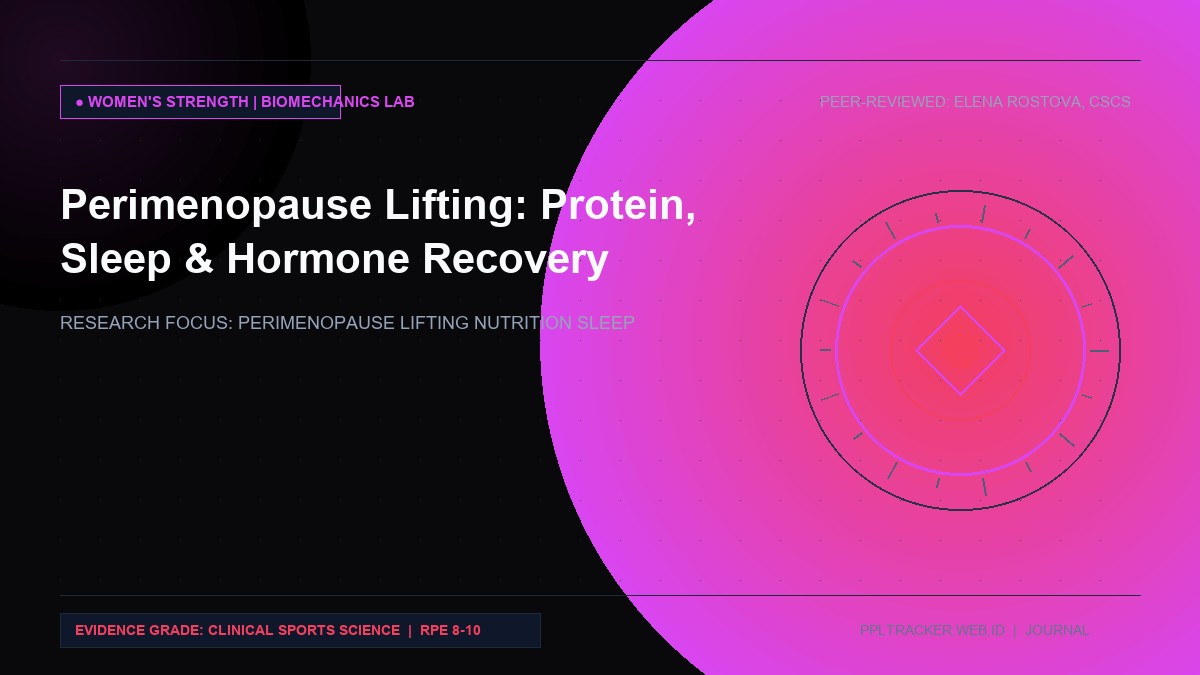 ● WOMEN'S STRENGTH | BIOMECHANICS LAB
PEER-REVIEWED: ELENA ROSTOVA, CSCS
Perimenopause Lifting: Protein,
Sleep & Hormone Recovery
RESEARCH FOCUS: PERIMENOPAUSE LIFTING NUTRITION SLEEP
EVIDENCE GRADE: CLINICAL SPORTS SCIENCE | RPE 8-10
PPLTRACKER.WEB.ID | JOURNAL